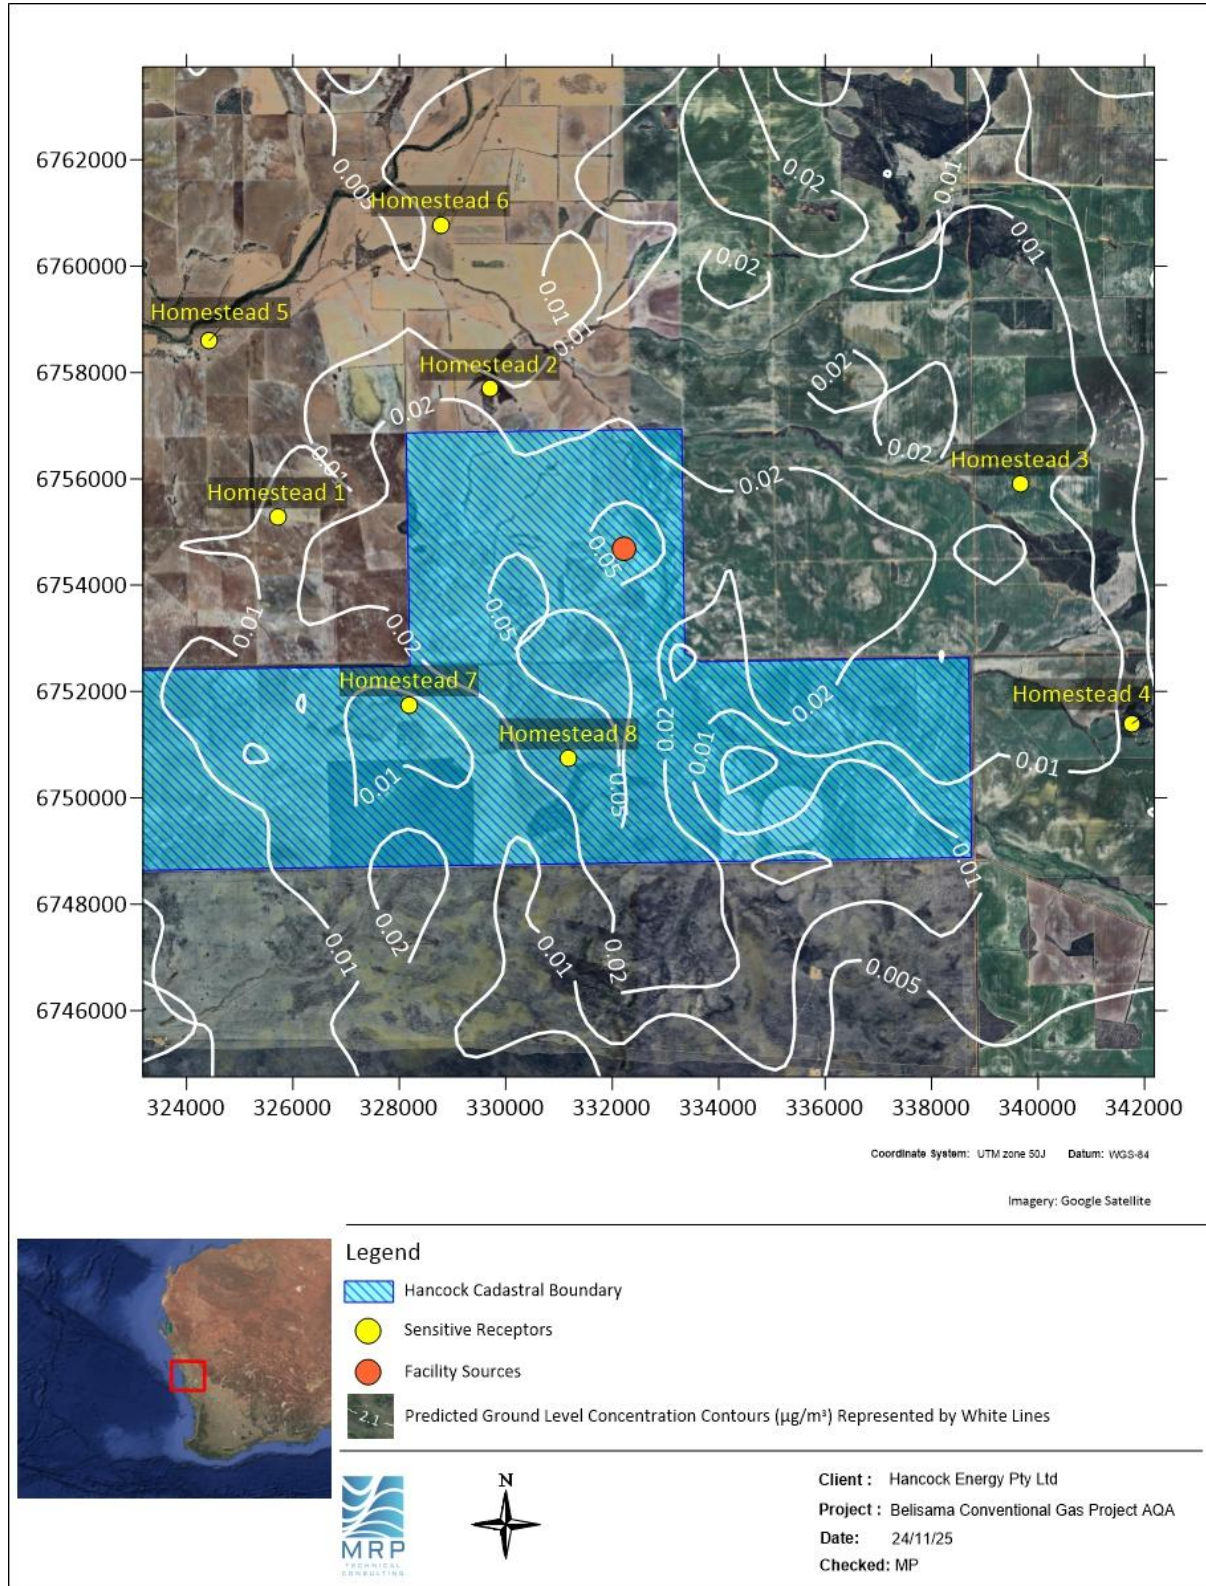 6762000
6760000
6758000
6756000
6754000
6752000
6750000
6748000
6746000
0.005
Homestead 6
0.02
0.01
0.01
0.02
0.01
Homestead 5
0.01
Homestead 2
0.02
0.02
0.02
0.01
Homestead 1
0.02
Homestead 3
0.05
0.01
0.02
0.05
Homestead 7
0.02
Homestead 4
0.02
Homestead 8
0.01
0.01
0.01
0.05
0.01
0.02
0.01
0.01
0.02
0.005
324000 326000 328000 330000 332000 334000 336000 338000 340000 342000
Coordinate System: UTM zone 50J Datum: WGS-84
Imagery: Google Satellite
Legend
Hancock Cadastral Boundary
Sensitive Receptors
Facility Sources
2.1
Predicted Ground Level Concentration Contours (µg/m³) Represented by White Lines
MRP
TECHNICAL
CONSULTING
N
Client : Hancock Energy Pty Ltd
Project : Belisama Conventional Gas Project AQA
Date: 24/11/25
Checked: MP